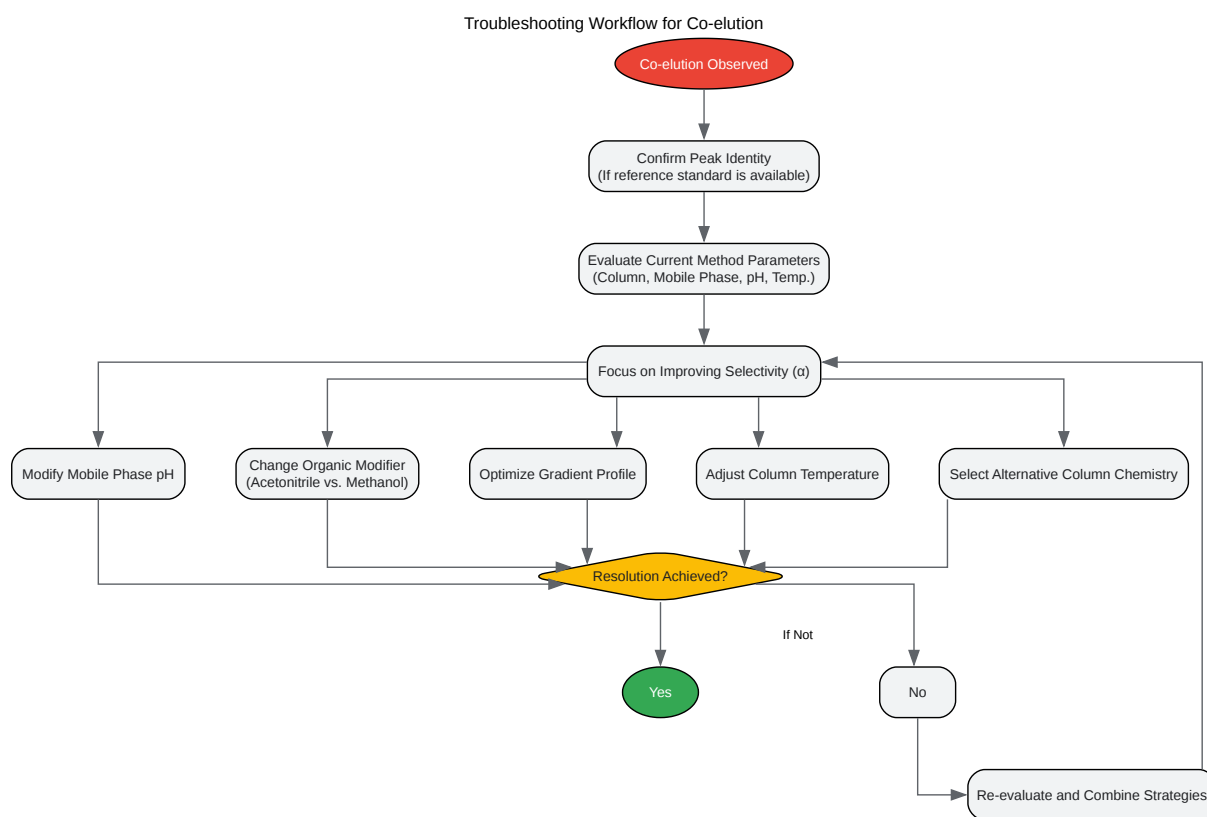 Troubleshooting Workflow for Co-elution
Co-elution Observed
Confirm Peak Identity
(If reference standard is available)
Evaluate Current Method Parameters
(Column, Mobile Phase, pH, Temp.)
Focus on Improving Selectivity (α)
Modify Mobile Phase pH
Change Organic Modifier
(Acetonitrile vs. Methanol)
Optimize Gradient Profile
Adjust Column Temperature
Select Alternative Column Chemistry
Resolution Achieved?
If Not
Yes
No
Re-evaluate and Combine Strategies